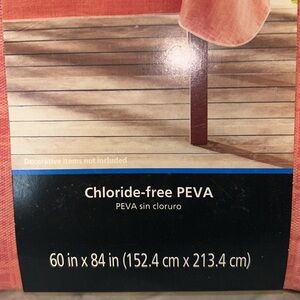 Decorative items not included
Chloride-free PEVA
PEVA sin cloruro
60 in x 84 in (152.4 cm x 213.4 cm)